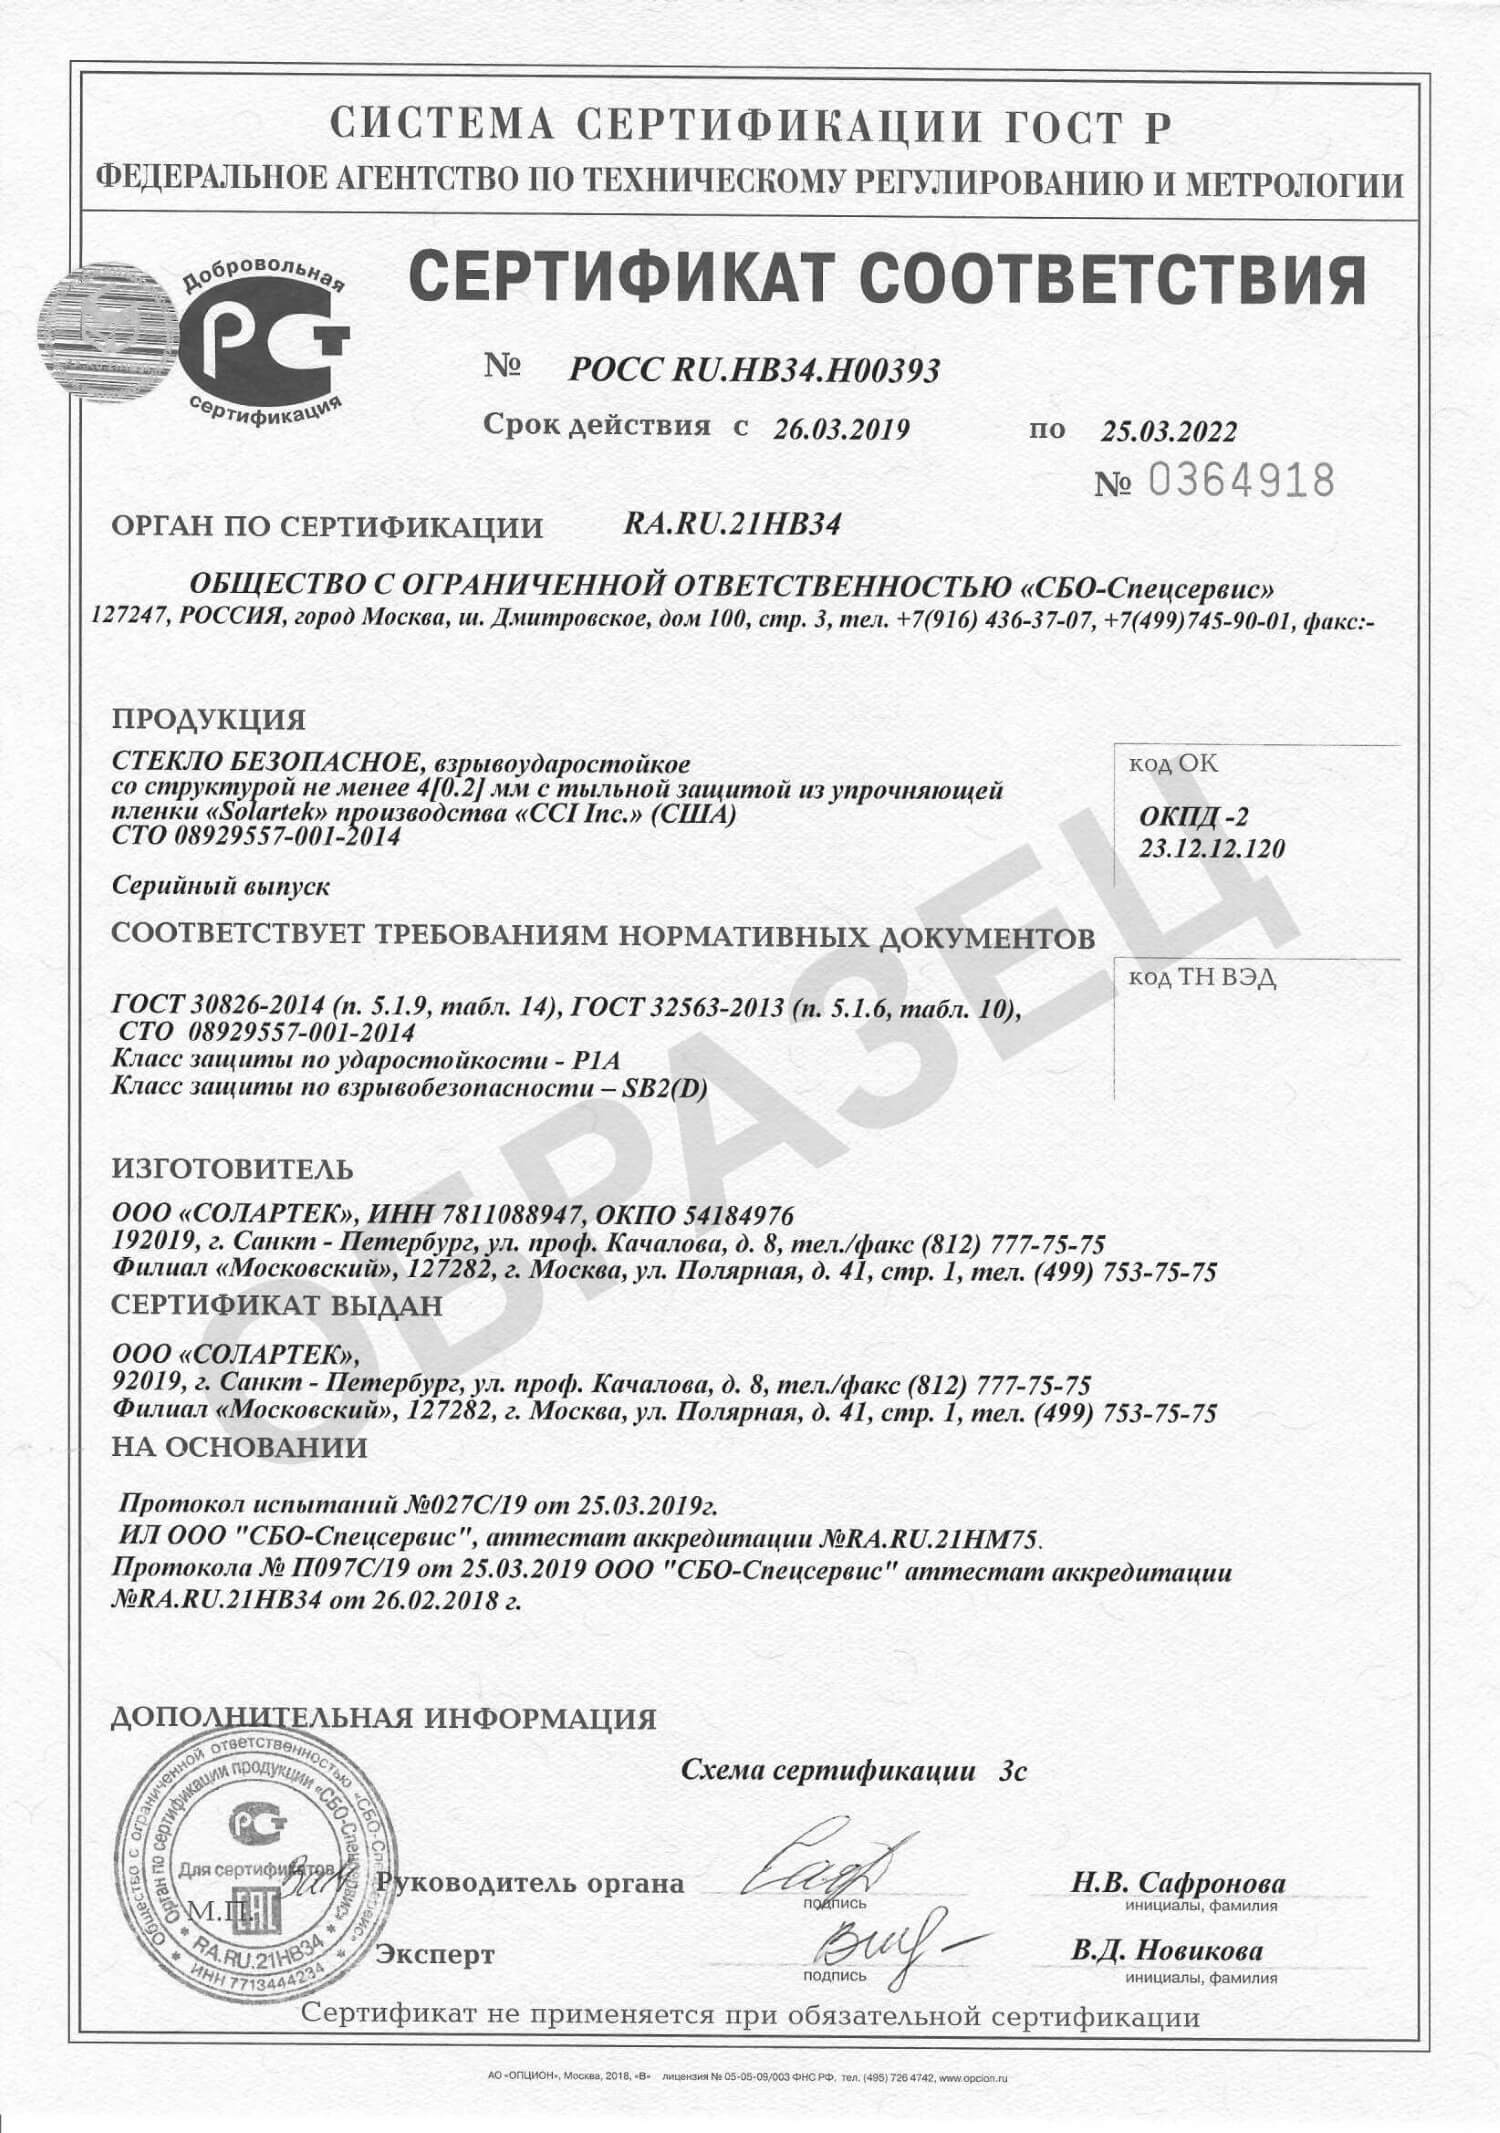 СИСТЕМА СЕРТИФИКАЦИИ ГОСТ Р
ФЕДЕРАЛЬНОЕ АГЕНТСТВО ПО ТЕХНИЧЕСКОМУ РЕГУЛИРОВАНИЮ И МЕТРОЛОГИИ
Добровольная
РСТ
сертификация
СЕРТИФИКАТ СООТВЕТСТВИЯ
№ РОСС RU.НВ34.Н00393
Срок действия с 26.03.2019 по 25.03.2022
№ 0364918
ОРГАН ПО СЕРТИФИКАЦИИ RA.RU.21НВ34
ОБЩЕСТВО С ОГРАНИЧЕННОЙ ОТВЕТСТВЕННОСТЬЮ «СБО-Спецсервис»
127247, РОССИЯ, город Москва, ш. Дмитровское, дом 100, стр. 3, тел. +7(916) 436-37-07, +7(499)745-90-01, факс:-
ПРОДУКЦИЯ
СТЕКЛО БЕЗОПАСНОЕ, взрывоударостойкое
со структурой не менее 4[0.2] мм с тыльной защитой из упрочняющей
пленки «Solartek» производства «CCI Inc.» (США)
СТО 08929557-001-2014
Серийный выпуск
код ОК
ОКПД -2
23.12.12.120
СООТВЕТСТВУЕТ ТРЕБОВАНИЯМ НОРМАТИВНЫХ ДОКУМЕНТОВ
код ТН ВЭД
ГОСТ 30826-2014 (п. 5.1.9, табл. 14), ГОСТ 32563-2013 (п. 5.1.6, табл. 10),
СТО 08929557-001-2014
Класс защиты по ударостойкости - Р1А
Класс защиты по взрывобезопасности – SB2(D)
ОБРАЗЕЦ
ИЗГОТОВИТЕЛЬ
ООО «СОЛАРТЕК», ИНН 7811088947, ОКПО 54184976
192019, г. Санкт - Петербург, ул. проф. Качалова, д. 8, тел./факс (812) 777-75-75
Филиал «Московский», 127282, г. Москва, ул. Полярная, д. 41, стр. 1, тел. (499) 753-75-75
СЕРТИФИКАТ ВЫДАН
ООО «СОЛАРТЕК»,
92019, г. Санкт - Петербург, ул. проф. Качалова, д. 8, тел./факс (812) 777-75-75
Филиал «Московский», 127282, г. Москва, ул. Полярная, д. 41, стр. 1, тел. (499) 753-75-75
НА ОСНОВАНИИ
Протокол испытаний №027С/19 от 25.03.2019г.
ИЛ ООО "СБО-Спецсервис", аттестат аккредитации №RA.RU.21НМ75.
Протокола № П097С/19 от 25.03.2019 ООО "СБО-Спецсервис" аттестат аккредитации
№RA.RU.21НВ34 от 26.02.2018 г.
ДОПОЛНИТЕЛЬНАЯ ИНФОРМАЦИЯ
Схема сертификации 3с
Общество с ограниченной ответственностью «СБО-Спецсервис»
Орган по сертификации продукции «СБО-Спецсервис»
РСТ
Для сертификатов
М.П.
ЕАС
RA.RU.21НВ34
ИНН 7713444234
Руководитель органа
подпись
Н.В. Сафронова
инициалы, фамилия
Эксперт
подпись
В.Д. Новикова
инициалы, фамилия
Сертификат не применяется при обязательной сертификации
АО «ОПЦИОН», Москва, 2018, «В» лицензия № 05-05-09/003 ФНС РФ, тел. (495) 726 4742, www.opcion.ru